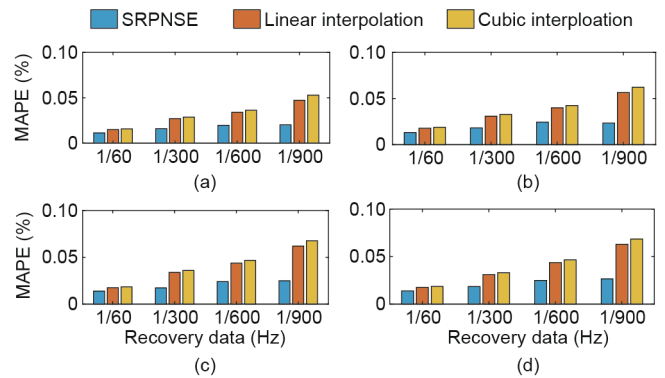 SRPNSE Linear interpolation Cubic interploation
MAPE (%)
0.10
0.05
0
1/60 1/300 1/600 1/900
(a)
0.10
0.05
0
1/60 1/300 1/600 1/900
(b)
MAPE (%)
0.10
0.05
0
1/60 1/300 1/600 1/900
Recovery data (Hz)
(c)
0.10
0.05
0
1/60 1/300 1/600 1/900
Recovery data (Hz)
(d)